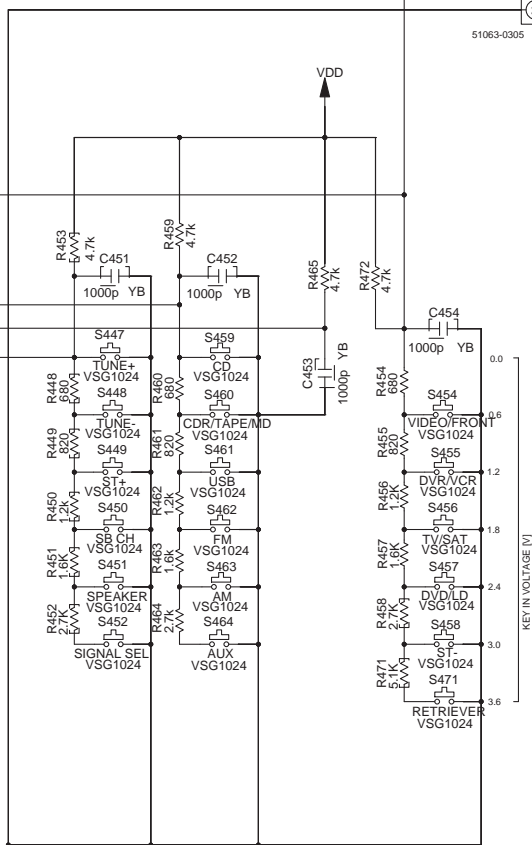 51063-0305
VDD
R453
4.7k
C451
1000p YB
R459
4.7k
C452
1000p YB
R465
4.7k
R472
4.7k
C453
1000p YB
C454
1000p YB
S447
TUNE+
VSG1024
R448
680
S448
TUNE-
VSG1024
R449
820
S449
ST+
VSG1024
R450
1.2k
S450
SB CH
VSG1024
R451
1.6K
S451
SPEAKER
VSG1024
R452
2.7K
S452
SIGNAL SEL
VSG1024
S459
CD
VSG1024
R460
680
S460
CDR/TAPE/MD
VSG1024
R461
820
S461
USB
VSG1024
R462
1.2k
S462
FM
VSG1024
R463
1.6k
S463
AM
VSG1024
R464
2.7k
S464
AUX
VSG1024
R454
680
S454
VIDEO/FRONT
VSG1024
R455
820
S455
DVR/VCR
VSG1024
R456
1.2K
S456
TV/SAT
VSG1024
R457
1.6K
S457
DVD/LD
VSG1024
R458
2.7K
S458
ST-
VSG1024
R471
5.1K
S471
RETRIEVER
VSG1024
0.0
0.6
1.2
1.8
2.4
3.0
3.6
KEY IN VOLTAGE [V]